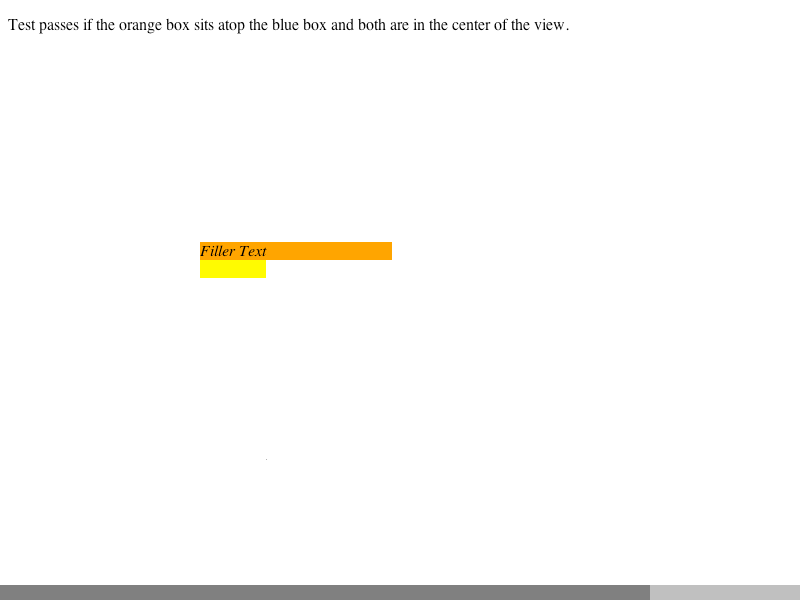 Test passes if the orange box sits atop the blue box and both are in the center of the view.
Filler Text